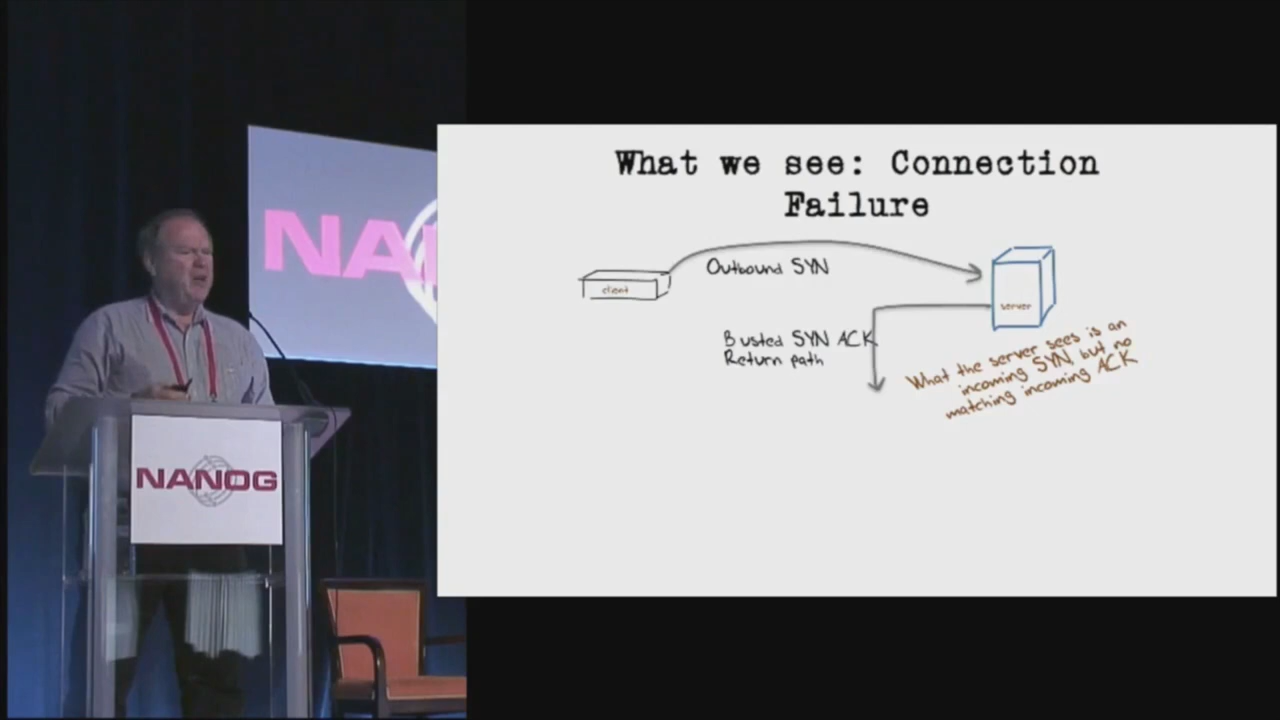 NA
NANOG
What we see: Connection
Failure
Outbound SYN
client
server
Busted SYN ACK
Return path
What the server sees is an
incoming SYN, but no
matching incoming ACK